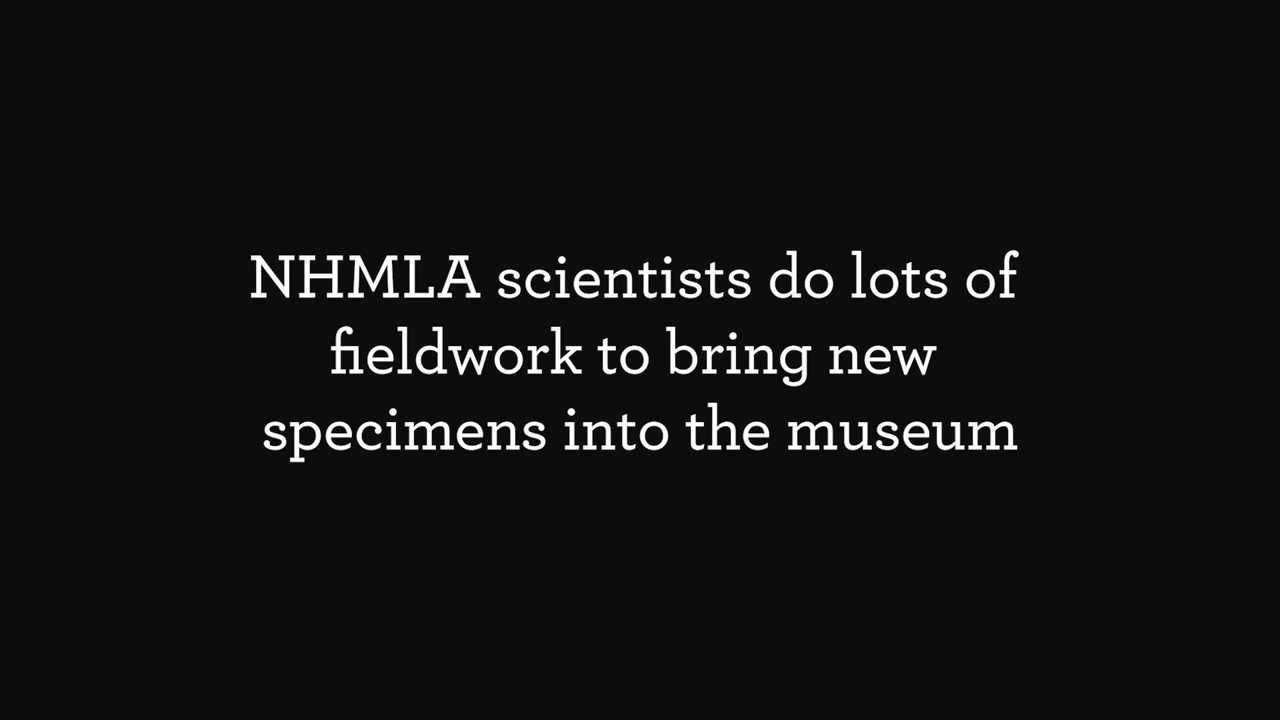 NHMLA scientists do lots of
fieldwork to bring new
specimens into the museum